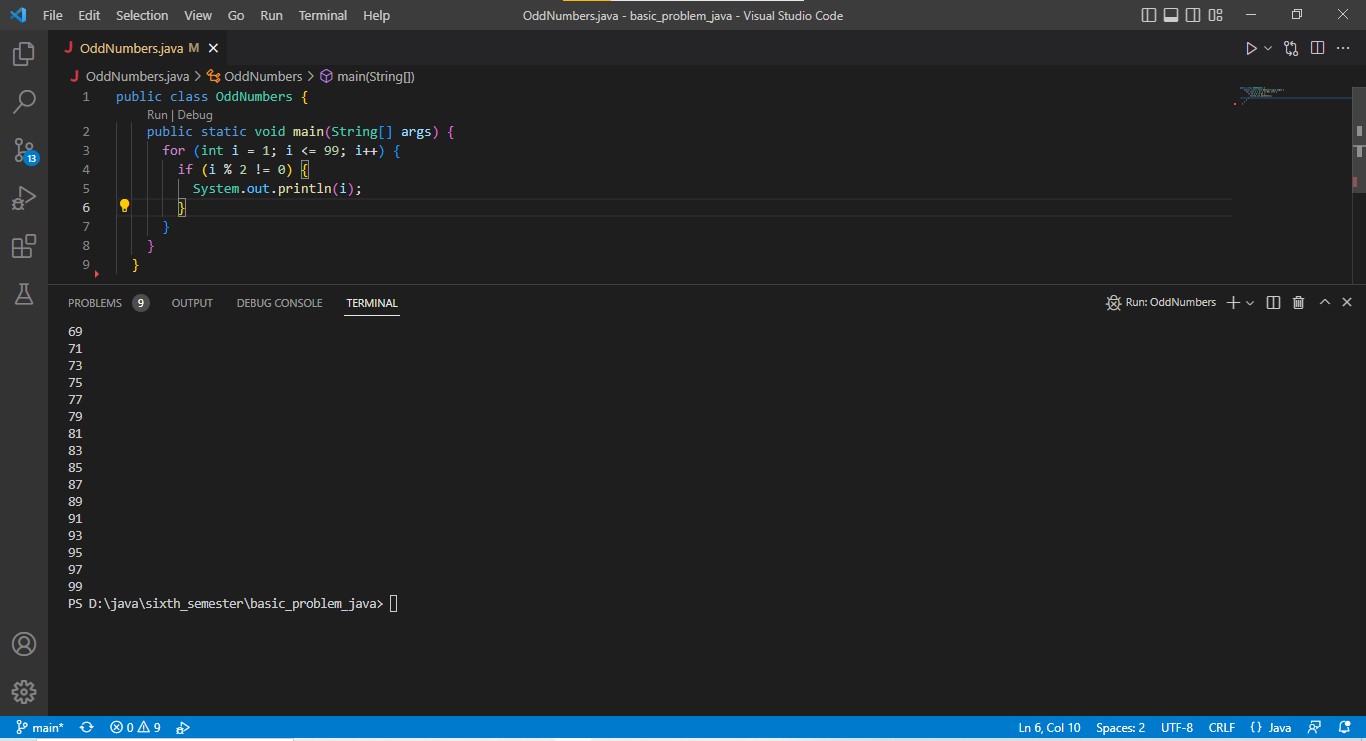 File Edit Selection View Go Run Terminal Help OddNumbers.java - basic_problem_java - Visual Studio Code
OddNumbers.java M
OddNumbers.java > OddNumbers > main(String[])
1 public class OddNumbers {
Run | Debug
2 public static void main(String[] args) {
3 for (int i = 1; i <= 99; i++) {
4 if (i % 2 != 0) {
5 System.out.println(i);
6 }
7 }
8 }
9 }
13
PROBLEMS 9 OUTPUT DEBUG CONSOLE TERMINAL Run: OddNumbers
69
71
73
75
77
79
81
83
85
87
89
91
93
95
97
99
PS D:\java\sixth_semester\basic_problem_java>
main* 0 9 Ln 6, Col 10 Spaces: 2 UTF-8 CRLF {} Java